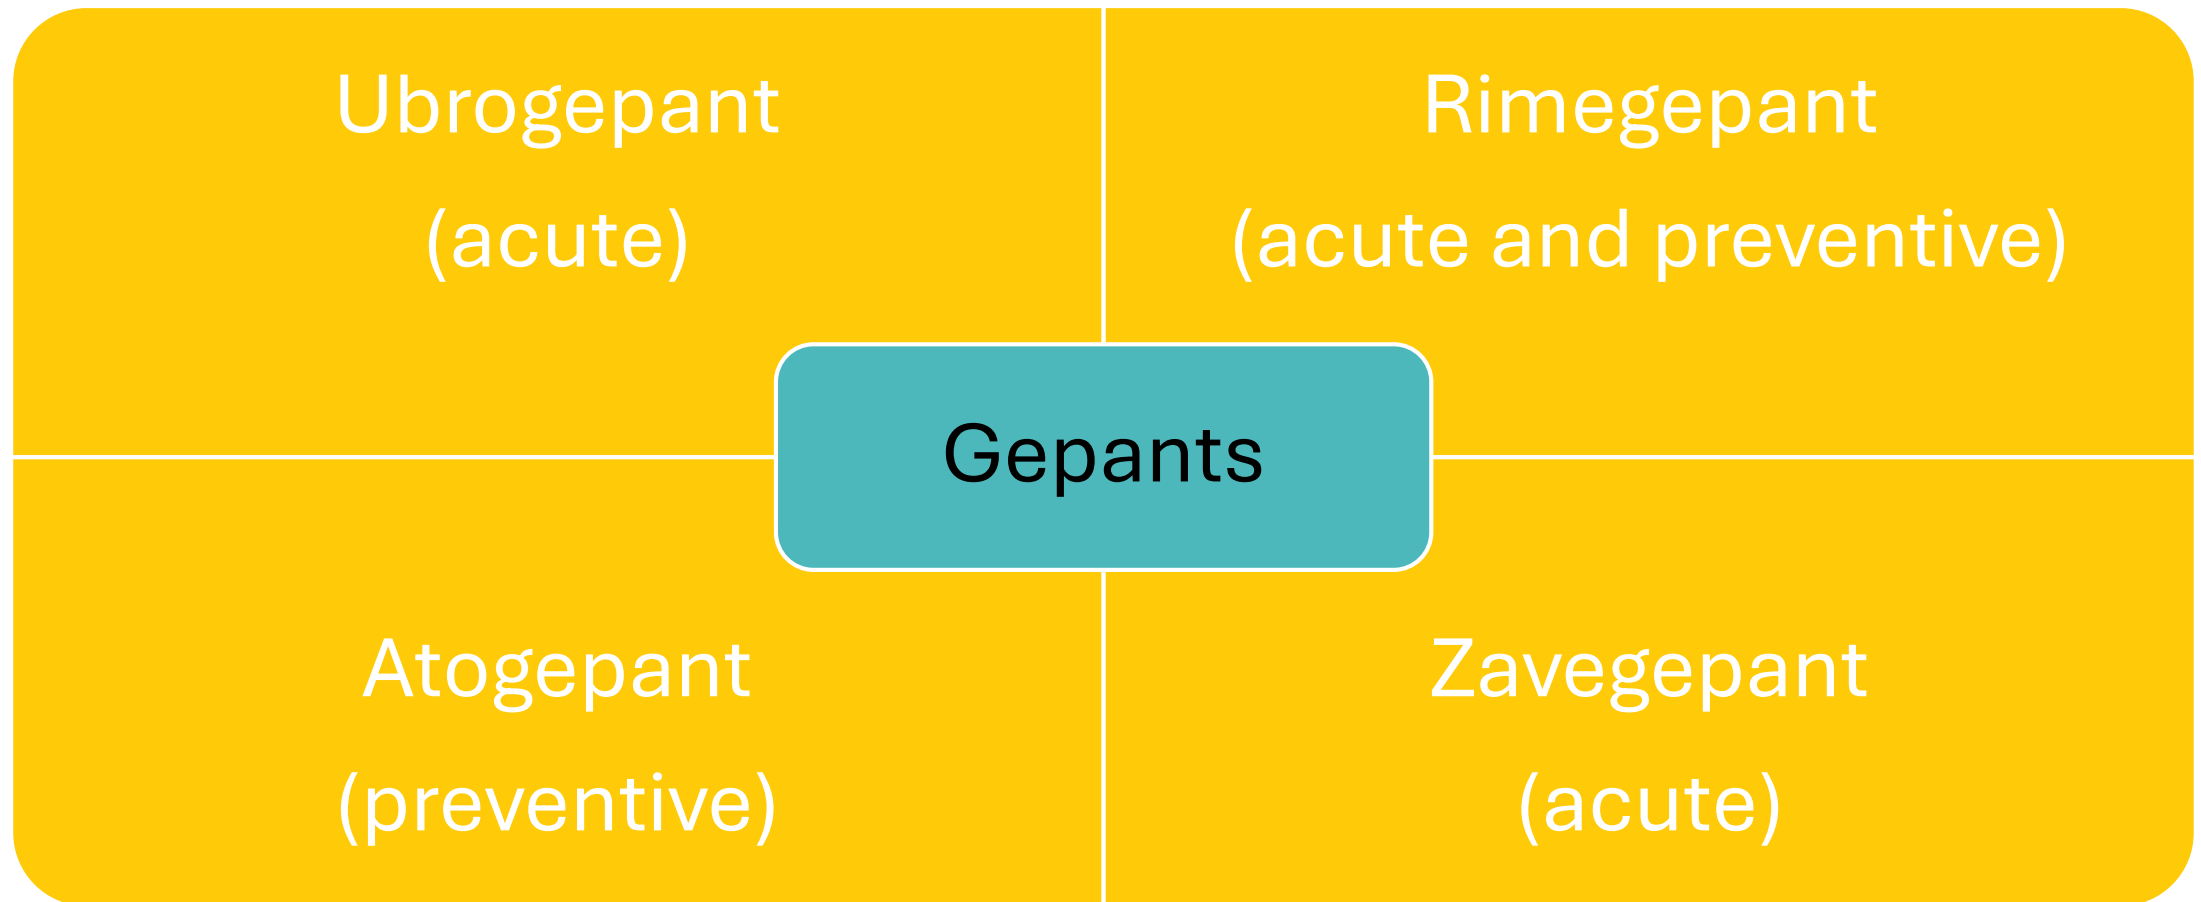 Ubrogepant
(acute)
Rimegepant
(acute and preventive)
Gepants
Atogepant
(preventive)
Zavegepant
(acute)